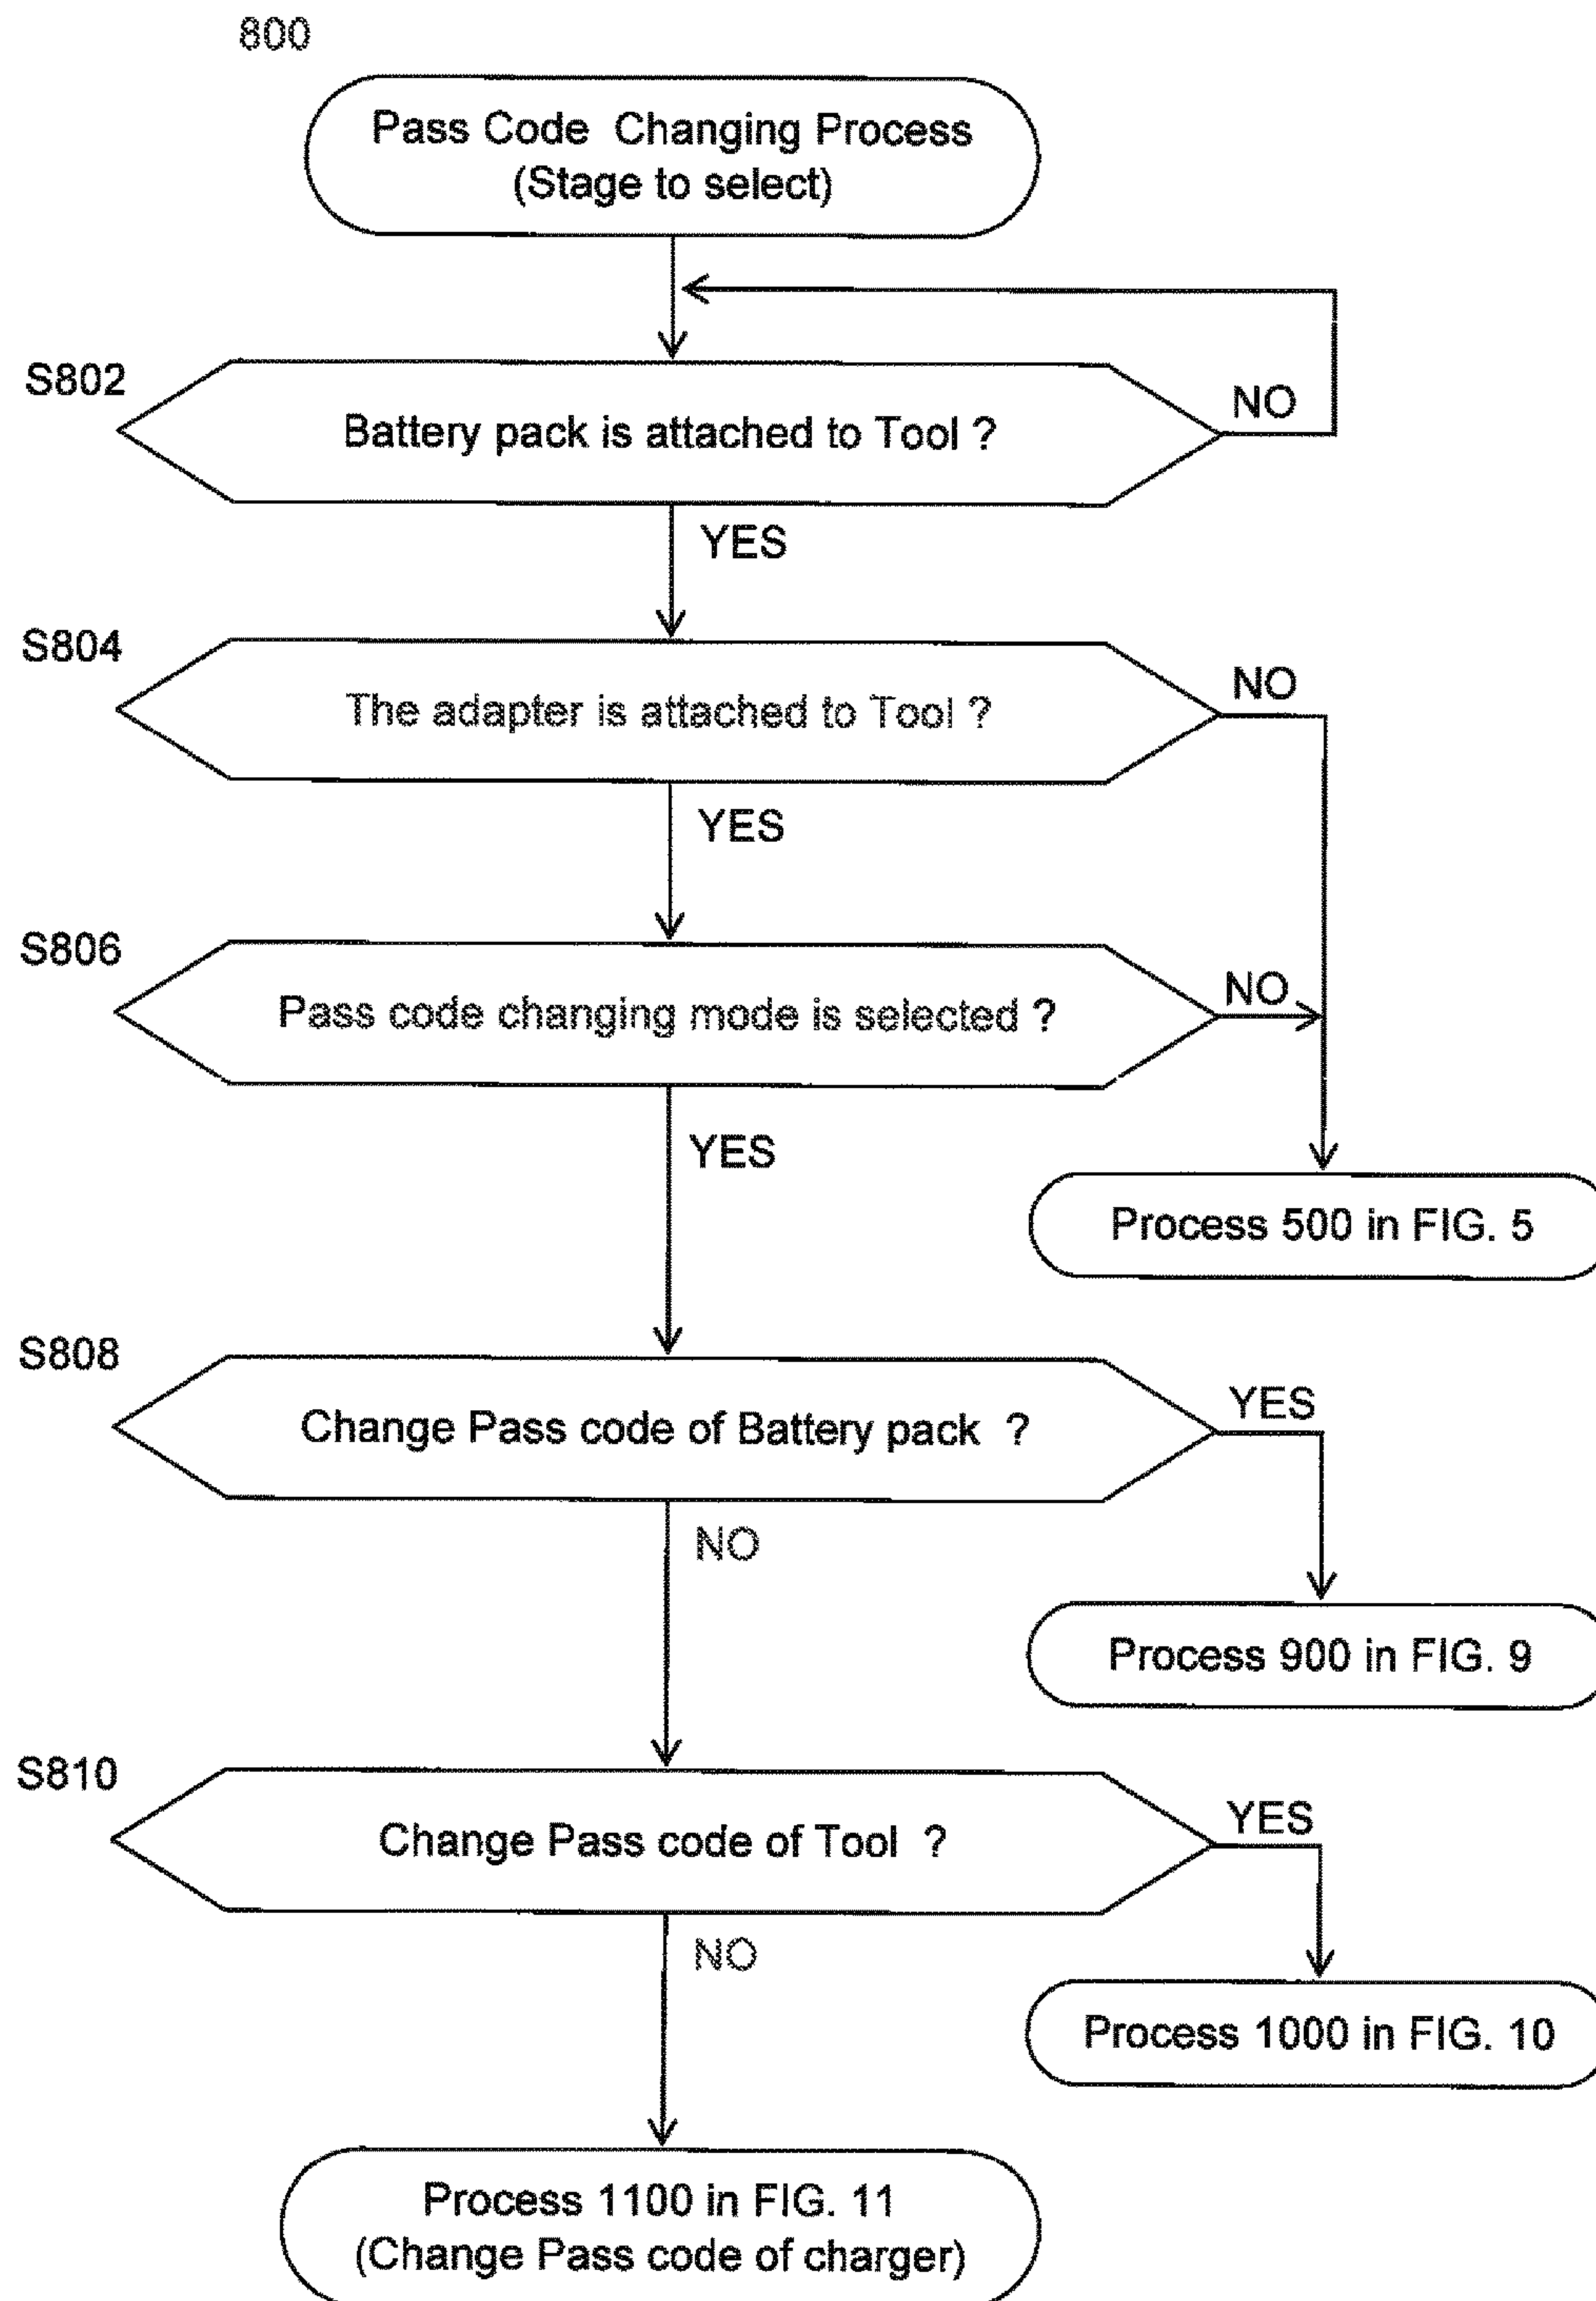 800
Pass Code Changing Process
(Stage to select)
S802
Battery pack is attached to Tool ?
NO
YES
S804
The adapter is attached to Tool ?
NO
YES
S806
Pass code changing mode is selected ?
NO
YES
Process 500 in FIG. 5
S808
Change Pass code of Battery pack ?
YES
NO
Process 900 in FIG. 9
S810
Change Pass code of Tool ?
YES
NO
Process 1000 in FIG. 10
Process 1100 in FIG. 11
(Change Pass code of charger)